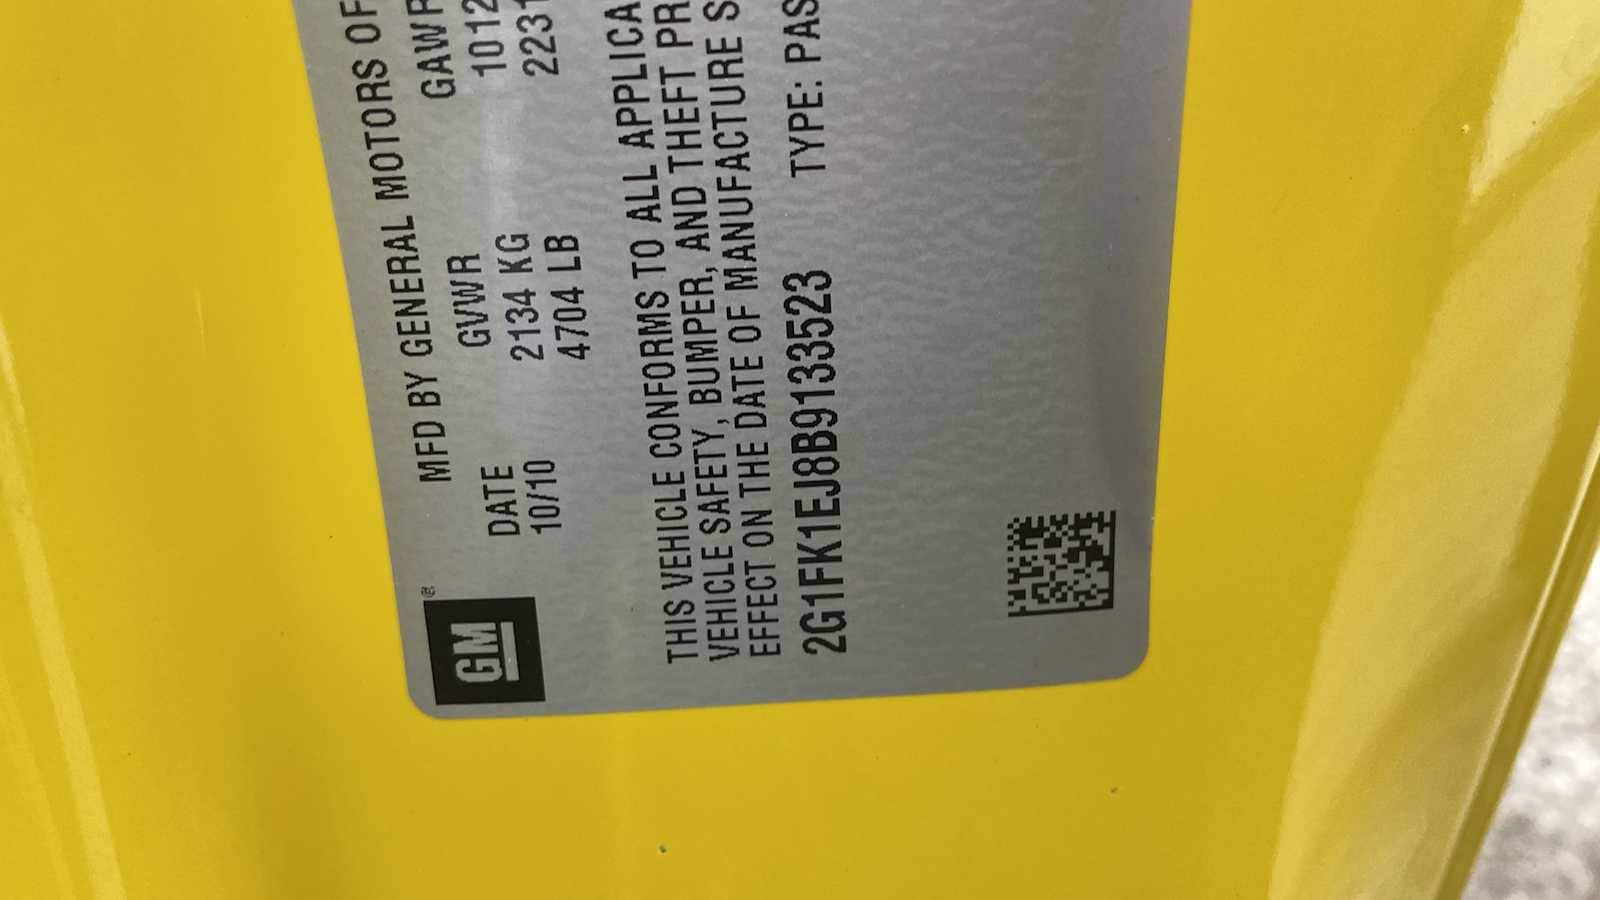 GM®
MFD BY GENERAL MOTORS OF
DATE GVWR GAWR
10/10 2134 KG 1012
4704 LB 2231
THIS VEHICLE CONFORMS TO ALL APPLICA
VEHICLE SAFETY, BUMPER, AND THEFT PR
EFFECT ON THE DATE OF MANUFACTURE S
2G1FK1EJ8B9133523 TYPE: PAS